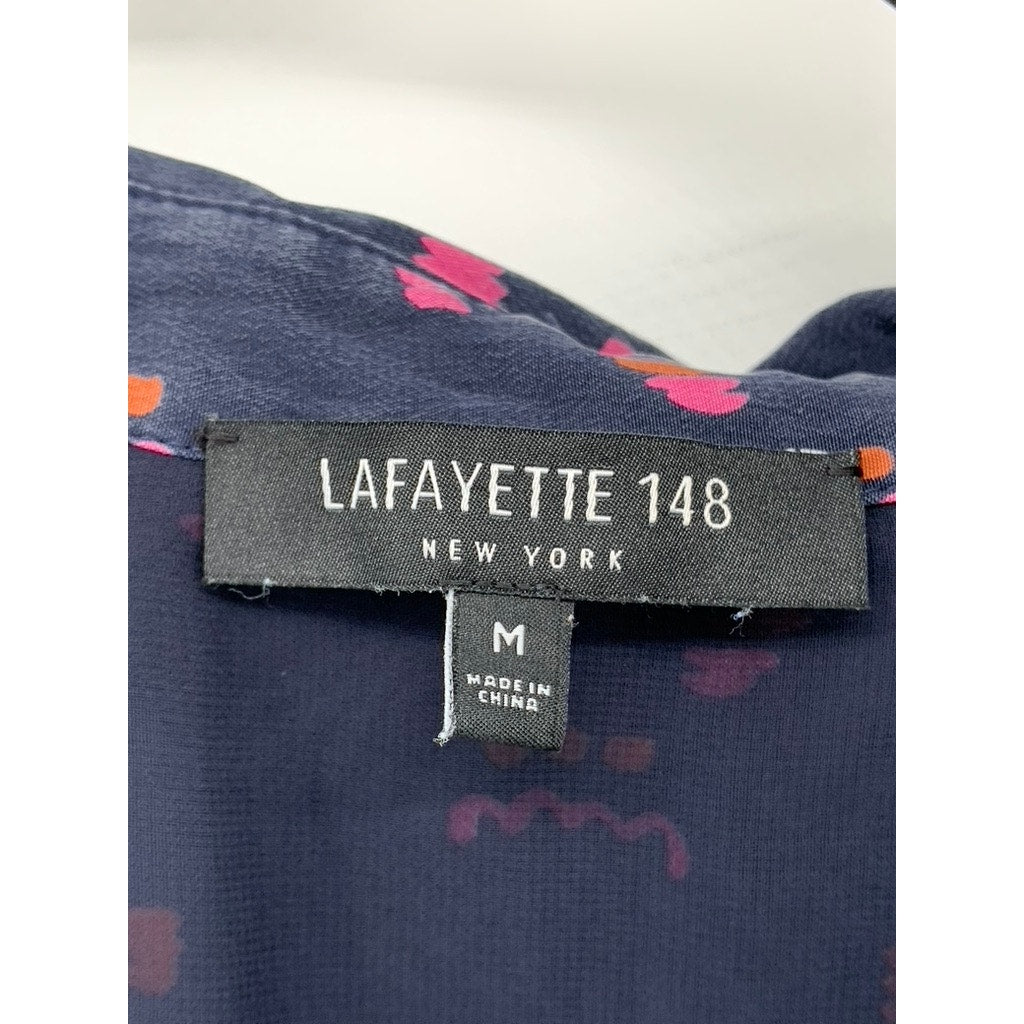 LAFAYETTE 148
NEW YORK
M
MADE IN
CHINA